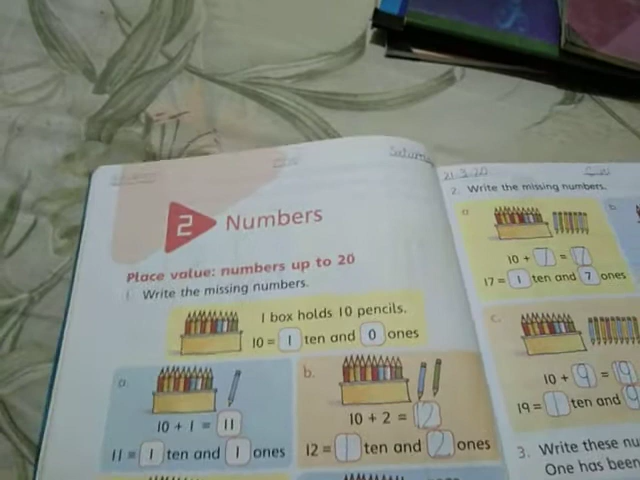 2 Numbers
Place value: numbers up to 20
1. Write the missing numbers.
1 box holds 10 pencils.
10 = 1 ten and 0 ones
a.
10 + 1 = 11
11 = 1 ten and 1 ones
b.
10 + 2 = 12
12 = 1 ten and 2 ones
21-3-20
2. Write the missing numbers.
a
10 + 7 = 7
17 = 1 ten and 7 ones
b.
c.
10 + 9 = 19
19 = 1 ten and 9
3. Write these nu
One has been